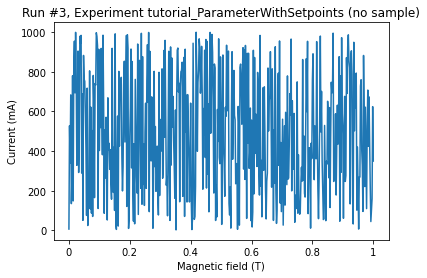 Run #3, Experiment tutorial_ParameterWithSetpoints (no sample)
1000
800
600
400
200
0
Current (mA)
0 0.2 0.4 0.6 0.8 1
Magnetic field (T)